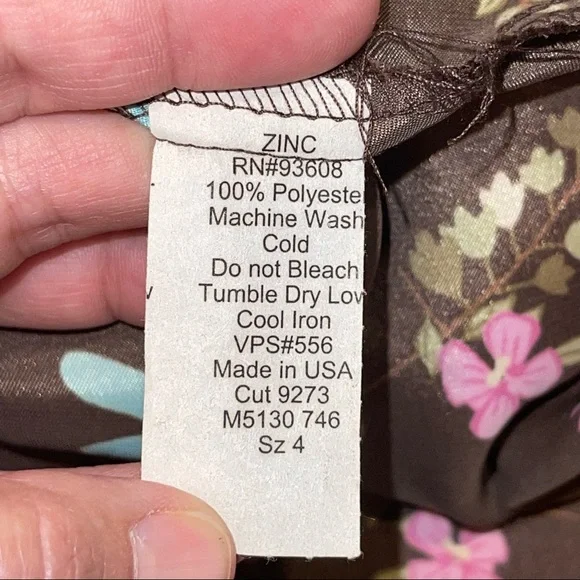 ZINC
RN#93608
100% Polyester
Machine Wash
Cold
Do not Bleach
Tumble Dry Low
Cool Iron
VPS#556
Made in USA
Cut 9273
M5130 746
Sz 4